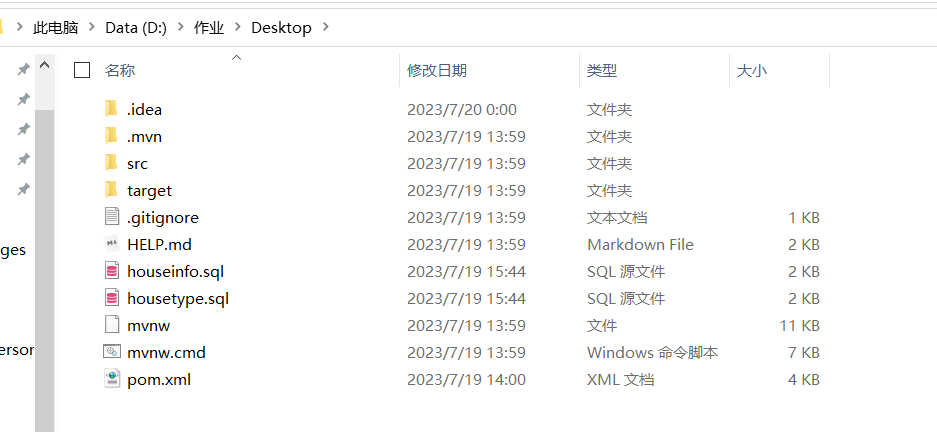 此电脑 > Data (D:) > 作业 > Desktop >
名称 修改日期 类型 大小
.idea 2023/7/20 0:00 文件夹
.mvn 2023/7/19 13:59 文件夹
src 2023/7/19 13:59 文件夹
target 2023/7/19 13:59 文件夹
.gitignore 2023/7/19 13:59 文本文档 1 KB
HELP.md 2023/7/19 13:59 Markdown File 2 KB
ges
houseinfo.sql 2023/7/19 15:44 SQL 源文件 2 KB
housetype.sql 2023/7/19 15:44 SQL 源文件 2 KB
mvnw 2023/7/19 13:59 文件 11 KB
erson
mvnw.cmd 2023/7/19 13:59 Windows 命令脚本 7 KB
pom.xml 2023/7/19 14:00 XML 文档 4 KB